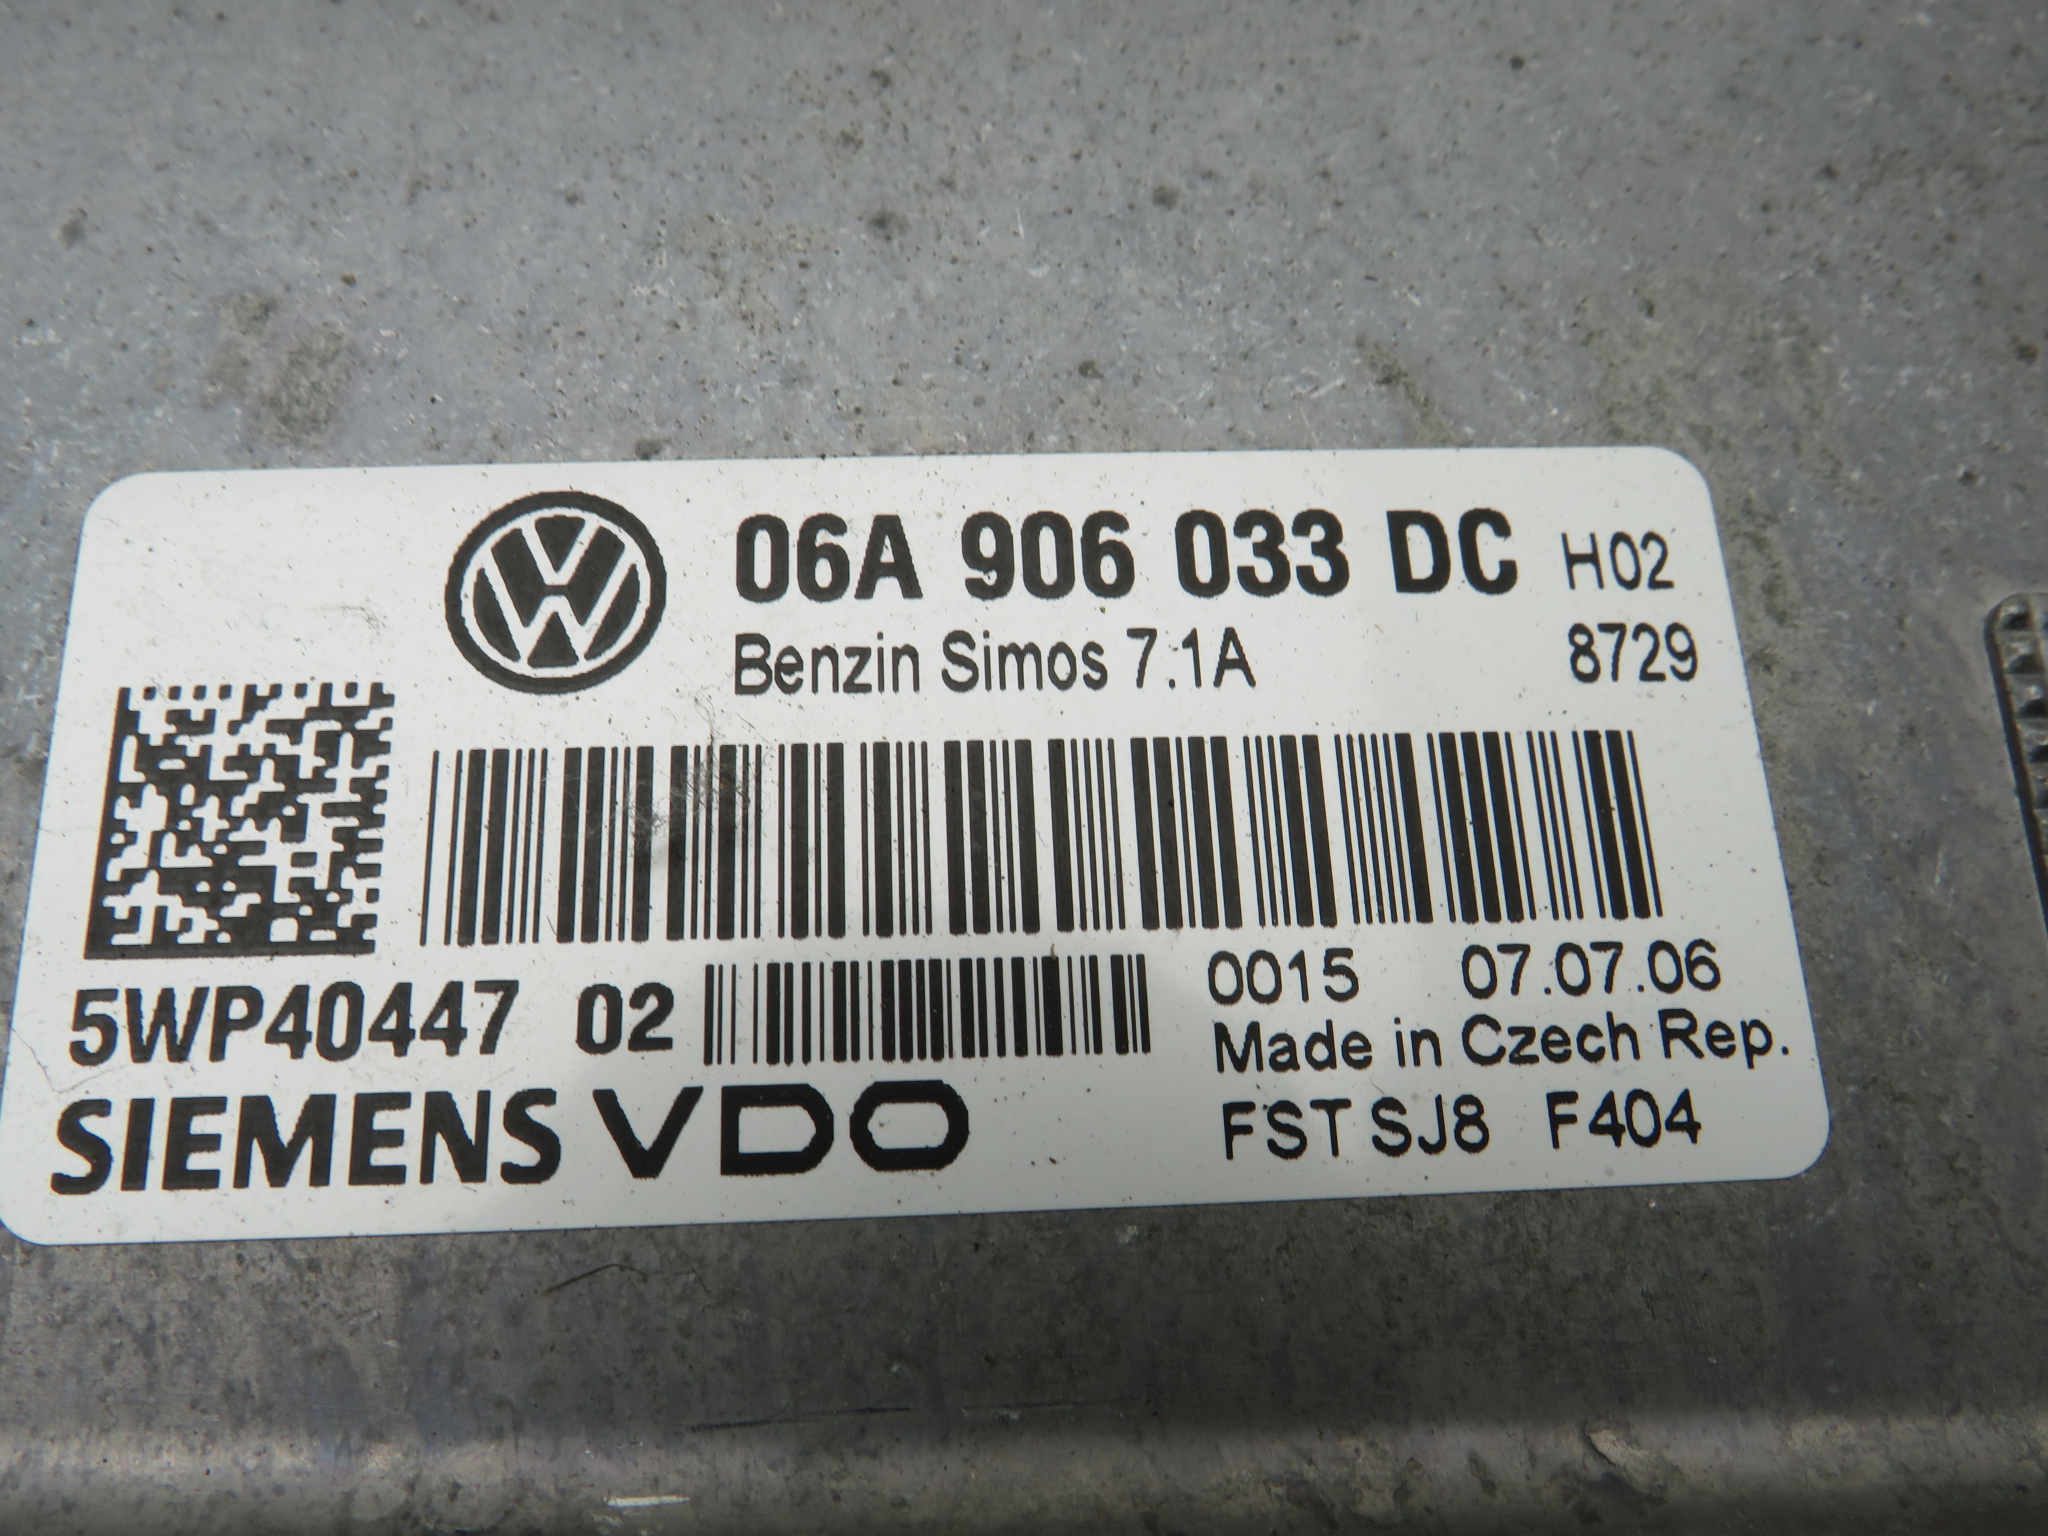 06A 906 033 DC H02
Benzin Simos 7.1A 8729
5WP40447 02
0015 07.07.06
Made in Czech Rep.
SIEMENS VDO
FST SJ8 F404